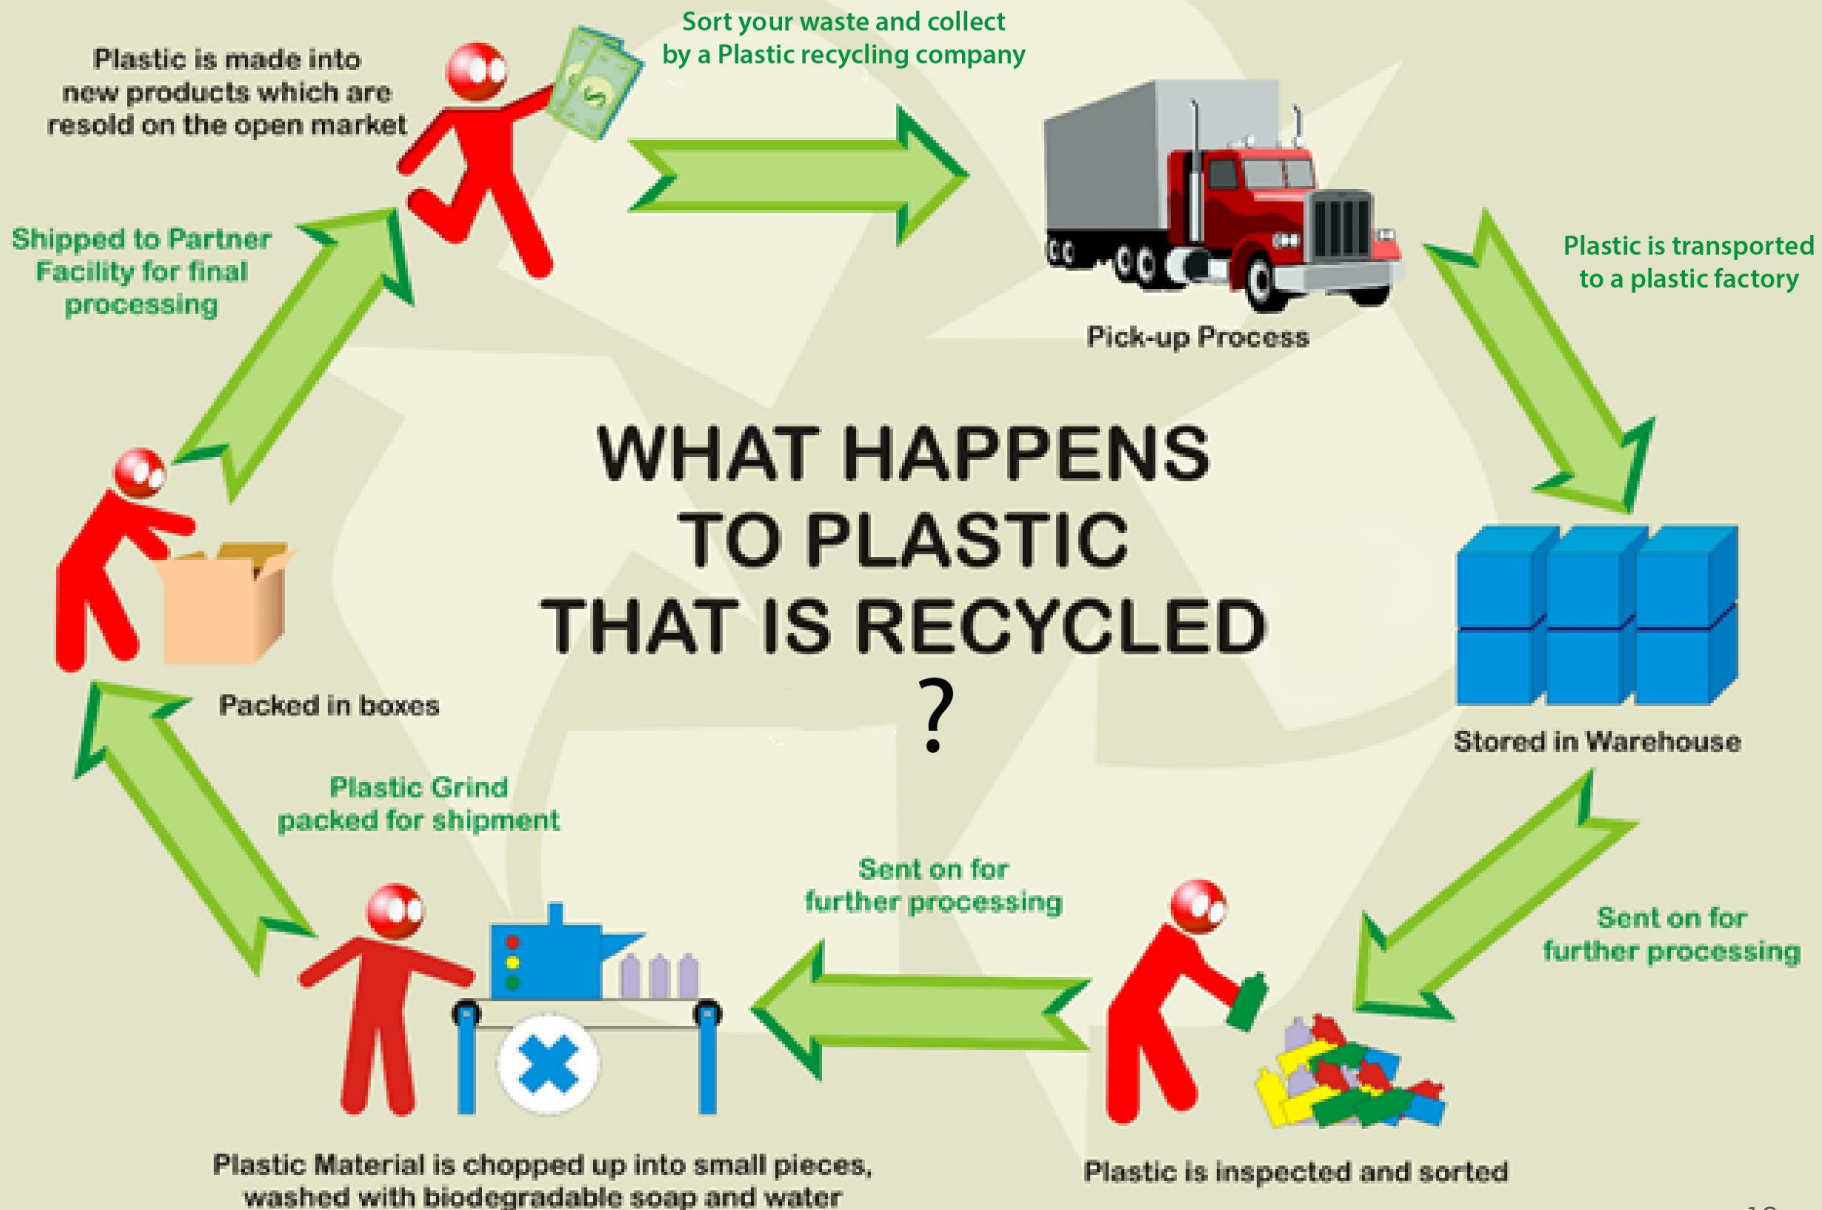 Sort your waste and collect
by a Plastic recycling company
Plastic is made into
new products which are
resold on the open market
Shipped to Partner
Facility for final
processing
Plastic is transported
to a plastic factory
Pick-up Process
WHAT HAPPENS
TO PLASTIC
THAT IS RECYCLED
?
Stored in Warehouse
Packed in boxes
Plastic Grind
packed for shipment
Sent on for
further processing
Sent on for
further processing
Plastic Material is chopped up into small pieces,
washed with biodegradable soap and water
Plastic is inspected and sorted